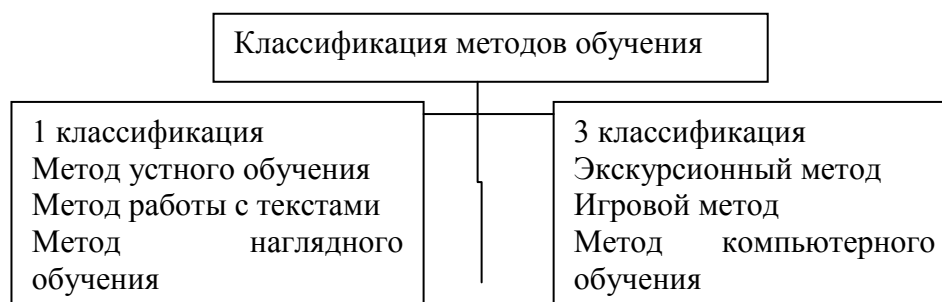 Классификация методов обучения
1 классификация
Метод устного обучения
Метод работы с текстами
Метод наглядного
обучения
3 классификация
Экскурсионный метод
Игровой метод
Метод компьютерного
обучения